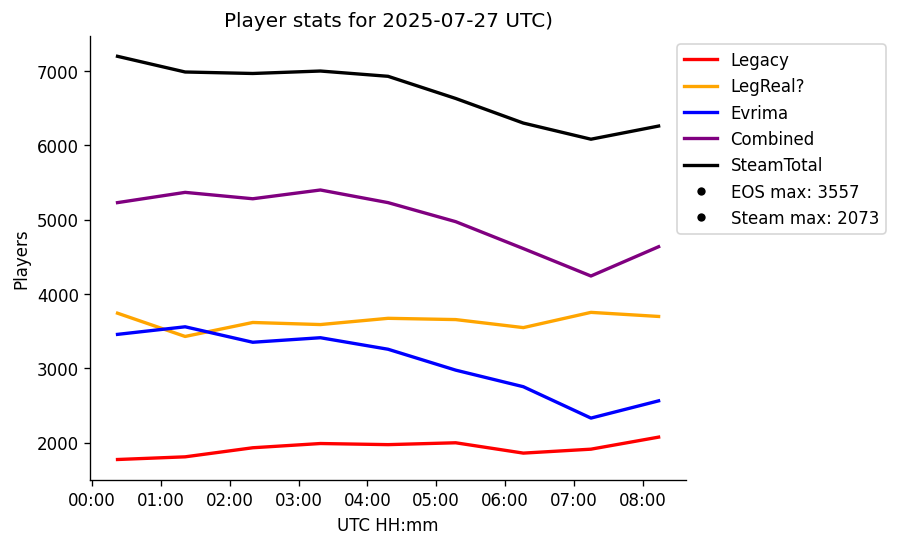 Player stats for 2025-07-27 UTC)
Legacy
LegReal?
Evrima
Combined
SteamTotal
EOS max: 3557
Steam max: 2073
Players
7000
6000
5000
4000
3000
2000
00:00 01:00 02:00 03:00 04:00 05:00 06:00 07:00 08:00
UTC HH:mm